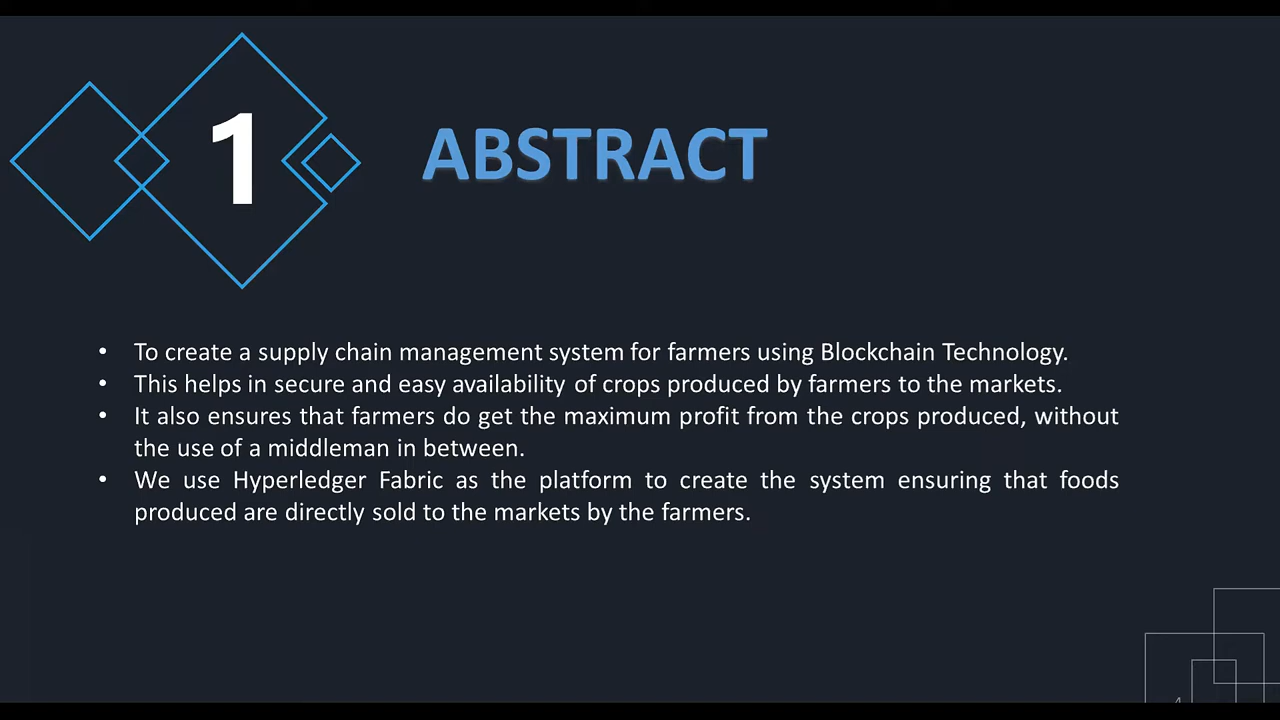 1
ABSTRACT
• To create a supply chain management system for farmers using Blockchain Technology.
• This helps in secure and easy availability of crops produced by farmers to the markets.
• It also ensures that farmers do get the maximum profit from the crops produced, without
the use of a middleman in between.
• We use Hyperledger Fabric as the platform to create the system ensuring that foods
produced are directly sold to the markets by the farmers.